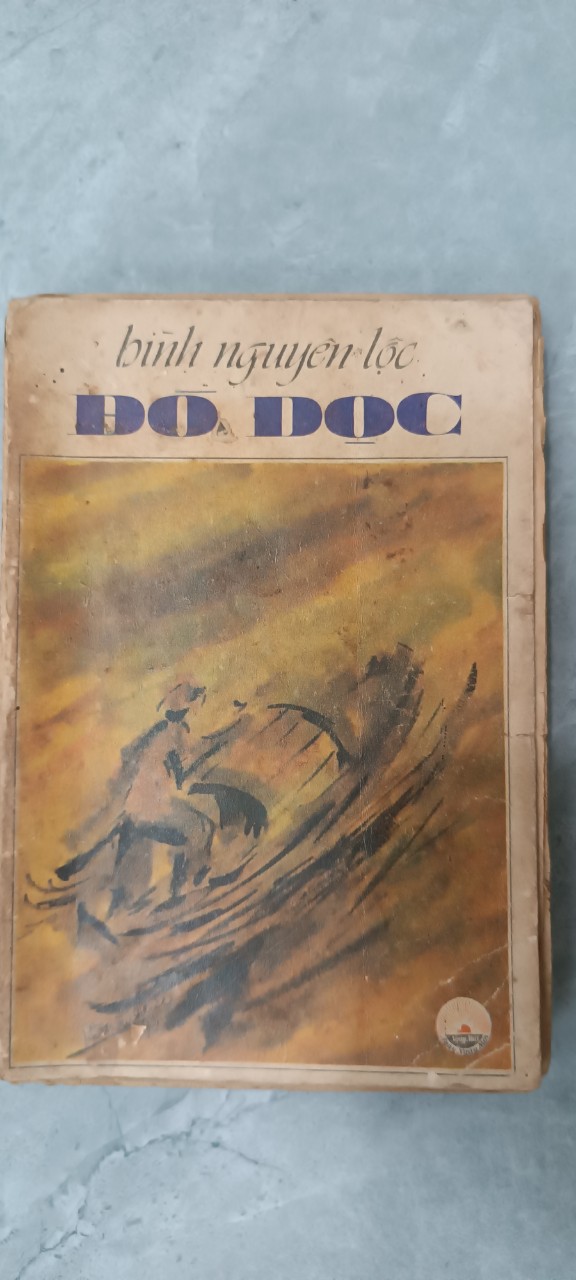 bình nguyên lộc
ĐÒ DỌC